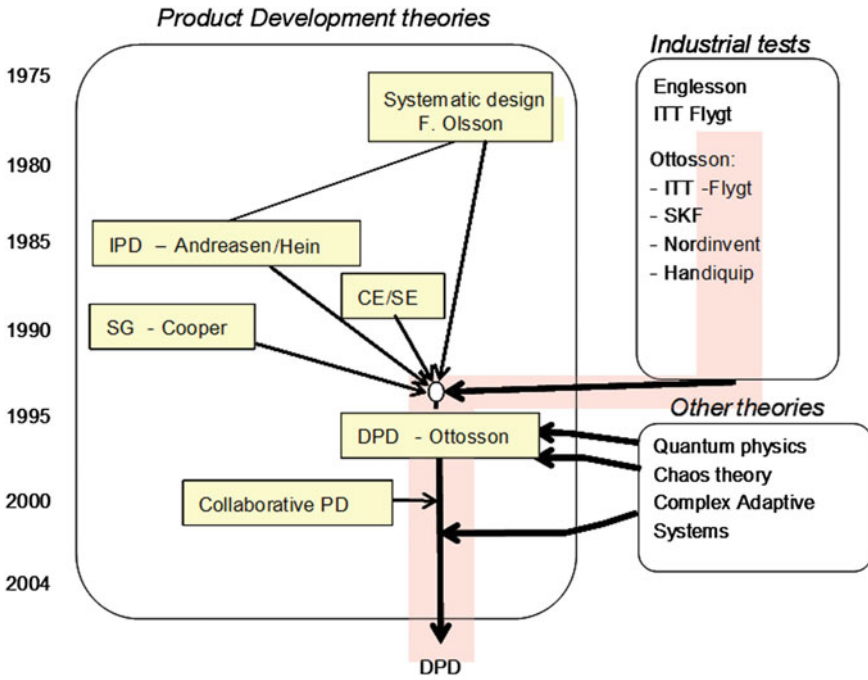 Product Development theories
1975
1980
1985
1990
1995
2000
2004
Systematic design
F. Olsson
IPD – Andreasen/Hein
CE/SE
SG - Cooper
DPD - Ottosson
Collaborative PD
DPD
Industrial tests
Englesson
ITT Flygt
Ottosson:
- ITT -Flygt
- SKF
- Nordinvent
- Handiquip
Other theories
Quantum physics
Chaos theory
Complex Adaptive
Systems